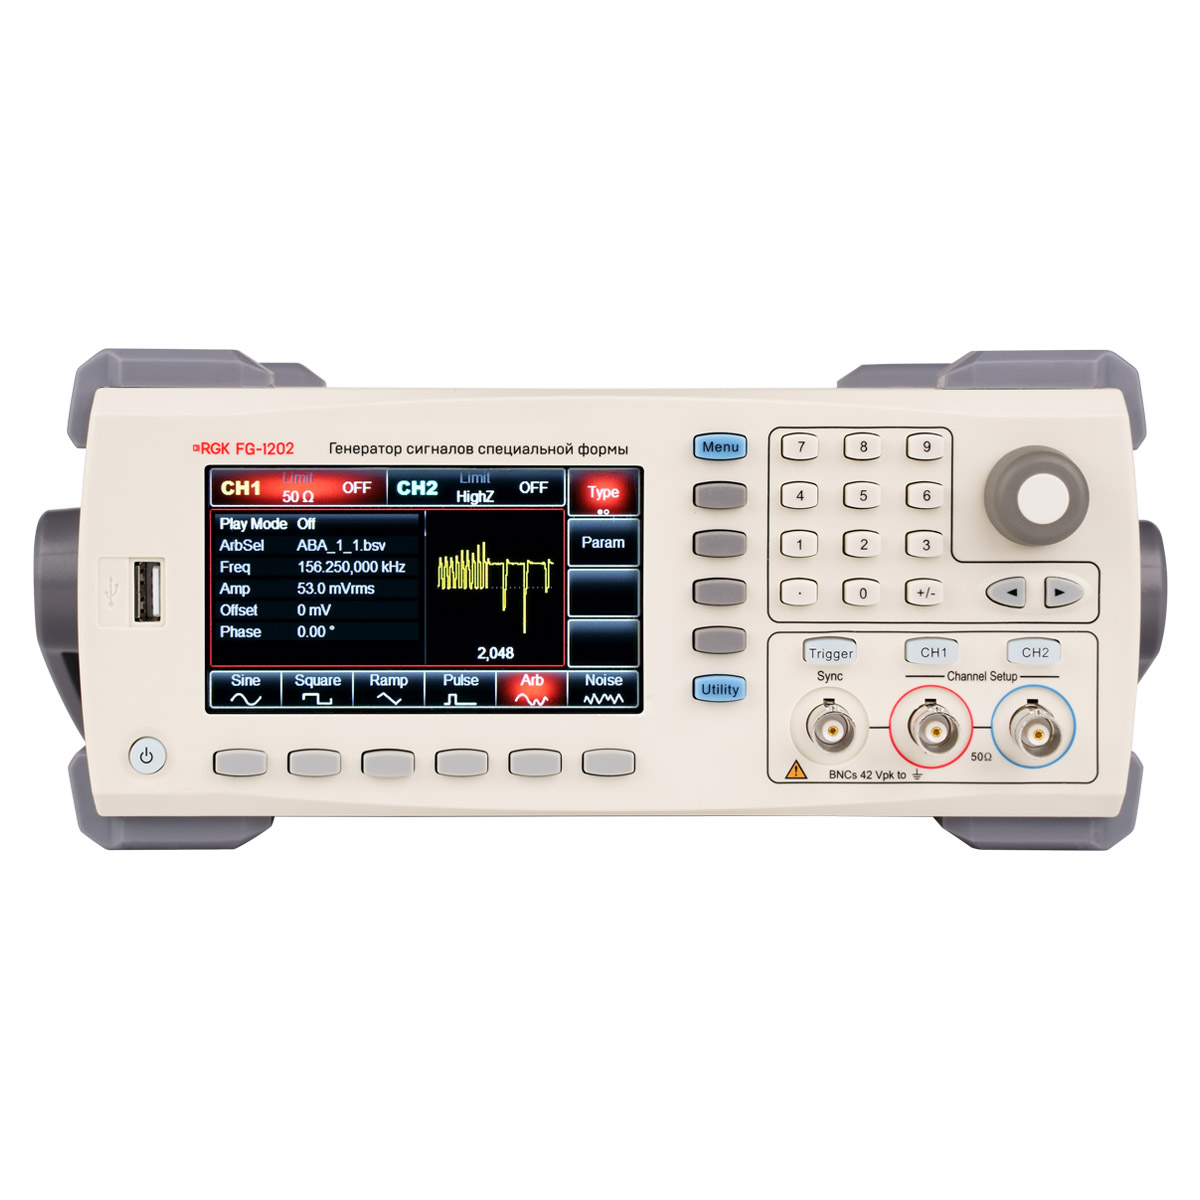 RGK FG-1202
Генератор сигналов специальной формы
CH1 Limit 50 Ω OFF
CH2 Limit HighZ OFF
Type
Play Mode Off
ArbSel ABA_1_1.bsv
Freq 156.250,000 kHz
Amp 53.0 mVrms
Offset 0 mV
Phase 0.00 °
2,048
Param
Sine Square Ramp Pulse Arb Noise
Menu
Utility
7 8 9
4 5 6
1 2 3
. 0 +/-
Trigger CH1 CH2
Sync Channel Setup
50Ω
BNCs 42 Vpk to